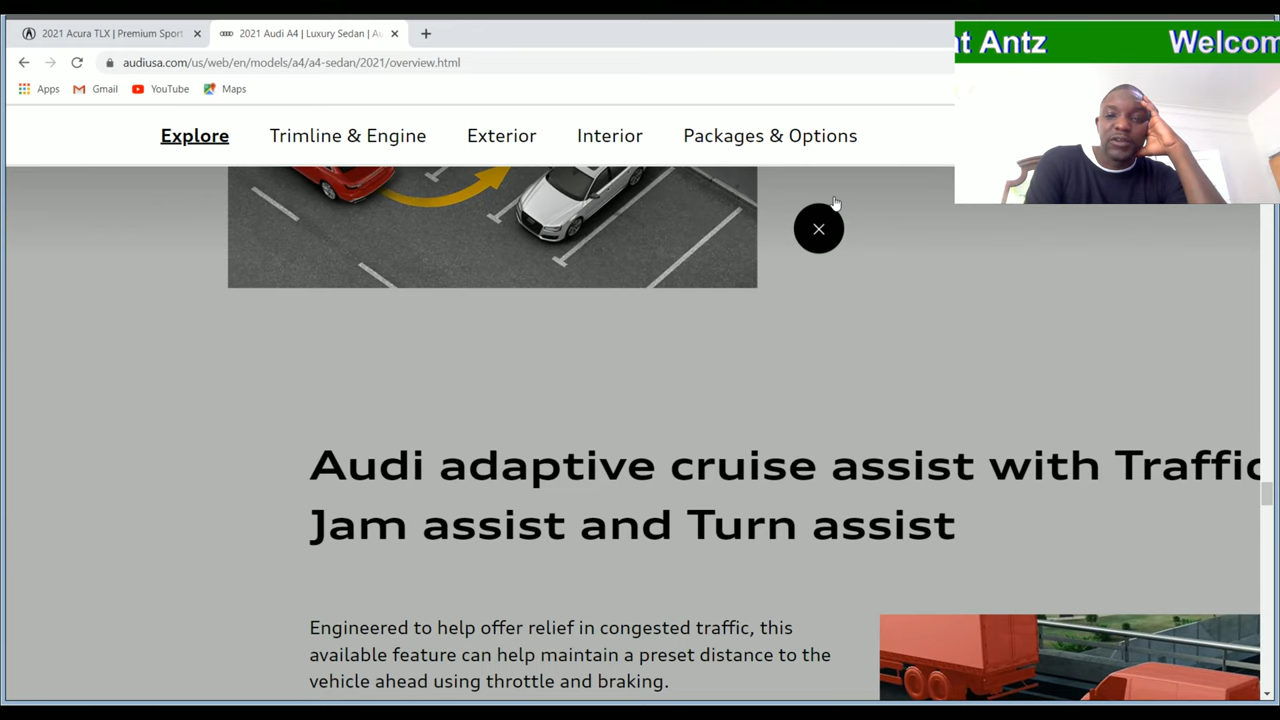 2021 Acura TLX | Premium Sport
2021 Audi A4 | Luxury Sedan | Au
nt Antz Welcom
audiusa.com/us/web/en/models/a4/a4-sedan/2021/overview.html
Apps Gmail YouTube Maps
Explore Trimline & Engine Exterior Interior Packages & Options
Audi adaptive cruise assist with Traffic
Jam assist and Turn assist
Engineered to help offer relief in congested traffic, this
available feature can help maintain a preset distance to the
vehicle ahead using throttle and braking.